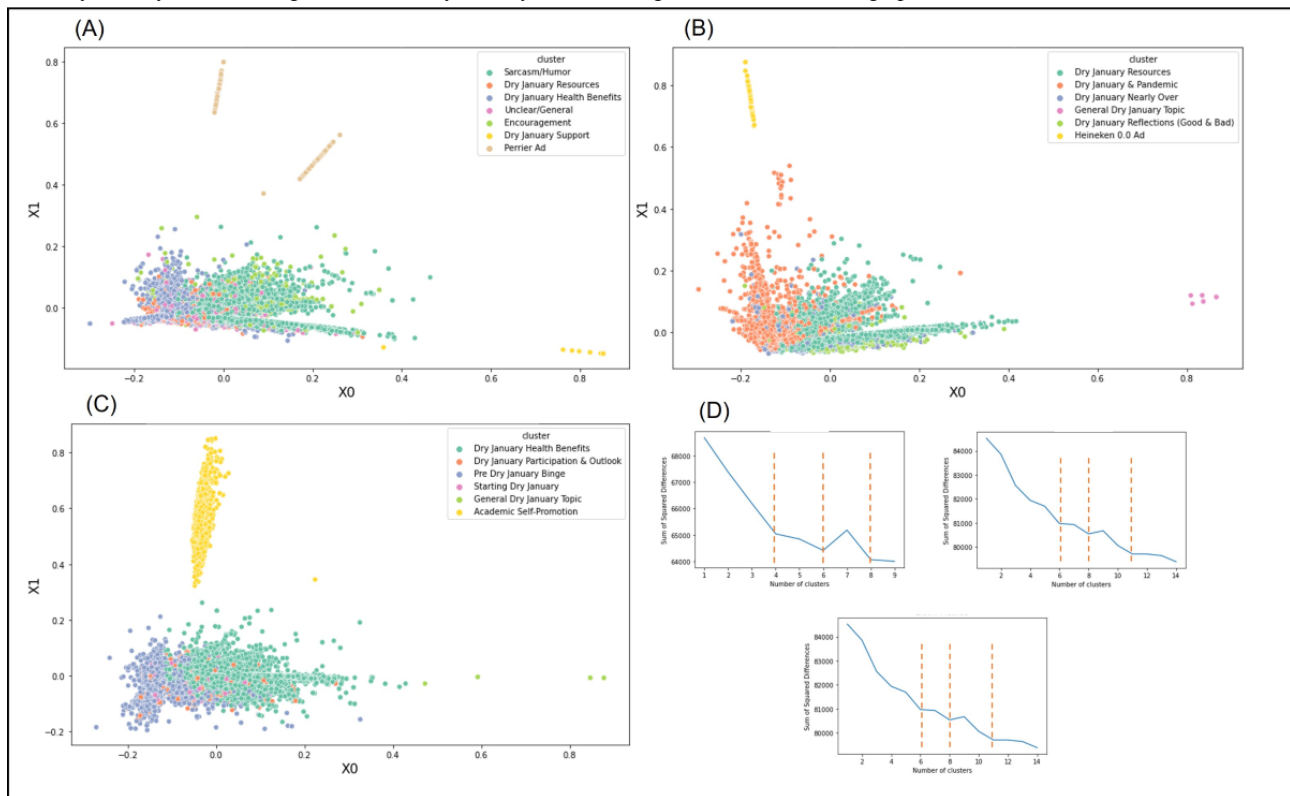 (A)
cluster
Sarcasm/Humor
Dry January Resources
Dry January Health Benefits
Unclear/General
Encouragement
Dry January Support
Perrier Ad
0.8
0.6
0.4
0.2
0.0
X1
−0.2 0.0 0.2 0.4 0.6 0.8
X0
(B)
cluster
Dry January Resources
Dry January & Pandemic
Dry January Nearly Over
General Dry January Topic
Dry January Reflections (Good & Bad)
Heineken 0.0 Ad
0.8
0.6
0.4
0.2
0.0
X1
−0.2 0.0 0.2 0.4 0.6 0.8
X0
(C)
cluster
Dry January Health Benefits
Dry January Participation & Outlook
Pre Dry January Binge
Starting Dry January
General Dry January Topic
Academic Self-Promotion
0.8
0.6
0.4
0.2
0.0
−0.2
X1
−0.2 0.0 0.2 0.4 0.6 0.8
X0
(D)
68000
67000
66000
65000
64000
Sum of Squared Differences
1 2 3 4 5 6 7 8 9
Number of clusters
84000
83000
82000
81000
80000
Sum of Squared Differences
2 4 6 8 10 12 14
Number of clusters
84000
83000
82000
81000
80000
Sum of Squared Differences
2 4 6 8 10 12 14
Number of clusters